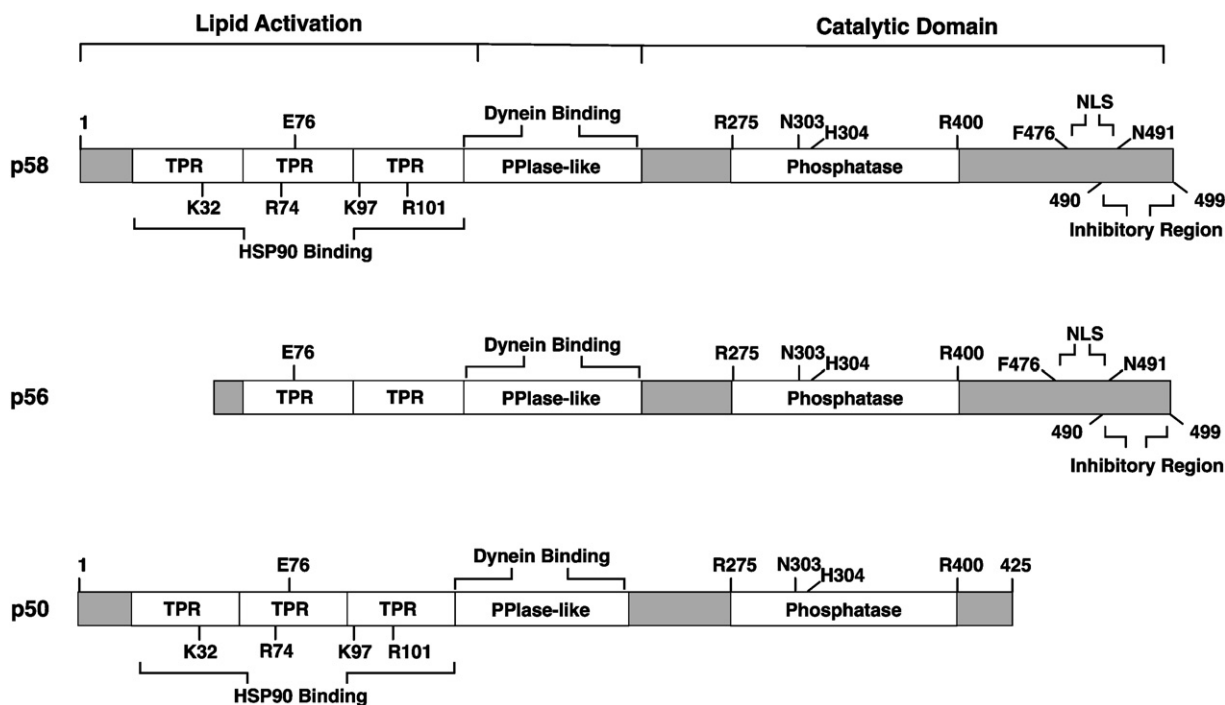 Lipid Activation Catalytic Domain
NLS
Dynein Binding
1 E76 R275 N303 H304 R400 F476 N491
p58 TPR TPR TPR PPlase-like Phosphatase
K32 R74 K97 R101 490 499
HSP90 Binding Inhibitory Region
NLS
Dynein Binding
E76 R275 N303 H304 R400 F476 N491
p56 TPR TPR PPlase-like Phosphatase
490 499
Inhibitory Region
Dynein Binding
1 E76 R275 N303 H304 R400 425
p50 TPR TPR TPR PPlase-like Phosphatase
K32 R74 K97 R101
HSP90 Binding